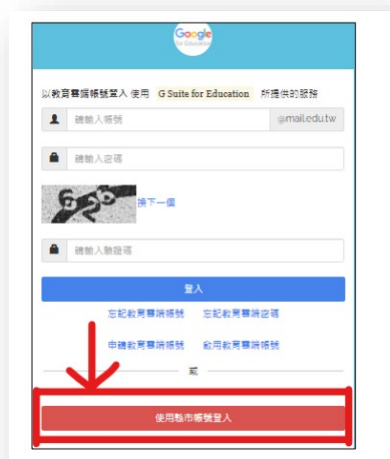 Google
for Education
以教育雲端帳號登入 使用 G Suite for Education 所提供的服務
請輸入帳號 @mail.edu.tw
請輸入密碼
換下一個
請輸入驗證碼
登入
忘記教育雲端帳號 忘記教育雲端密碼
申請教育雲端帳號 啟用教育雲端帳號
或
使用縣市帳號登入